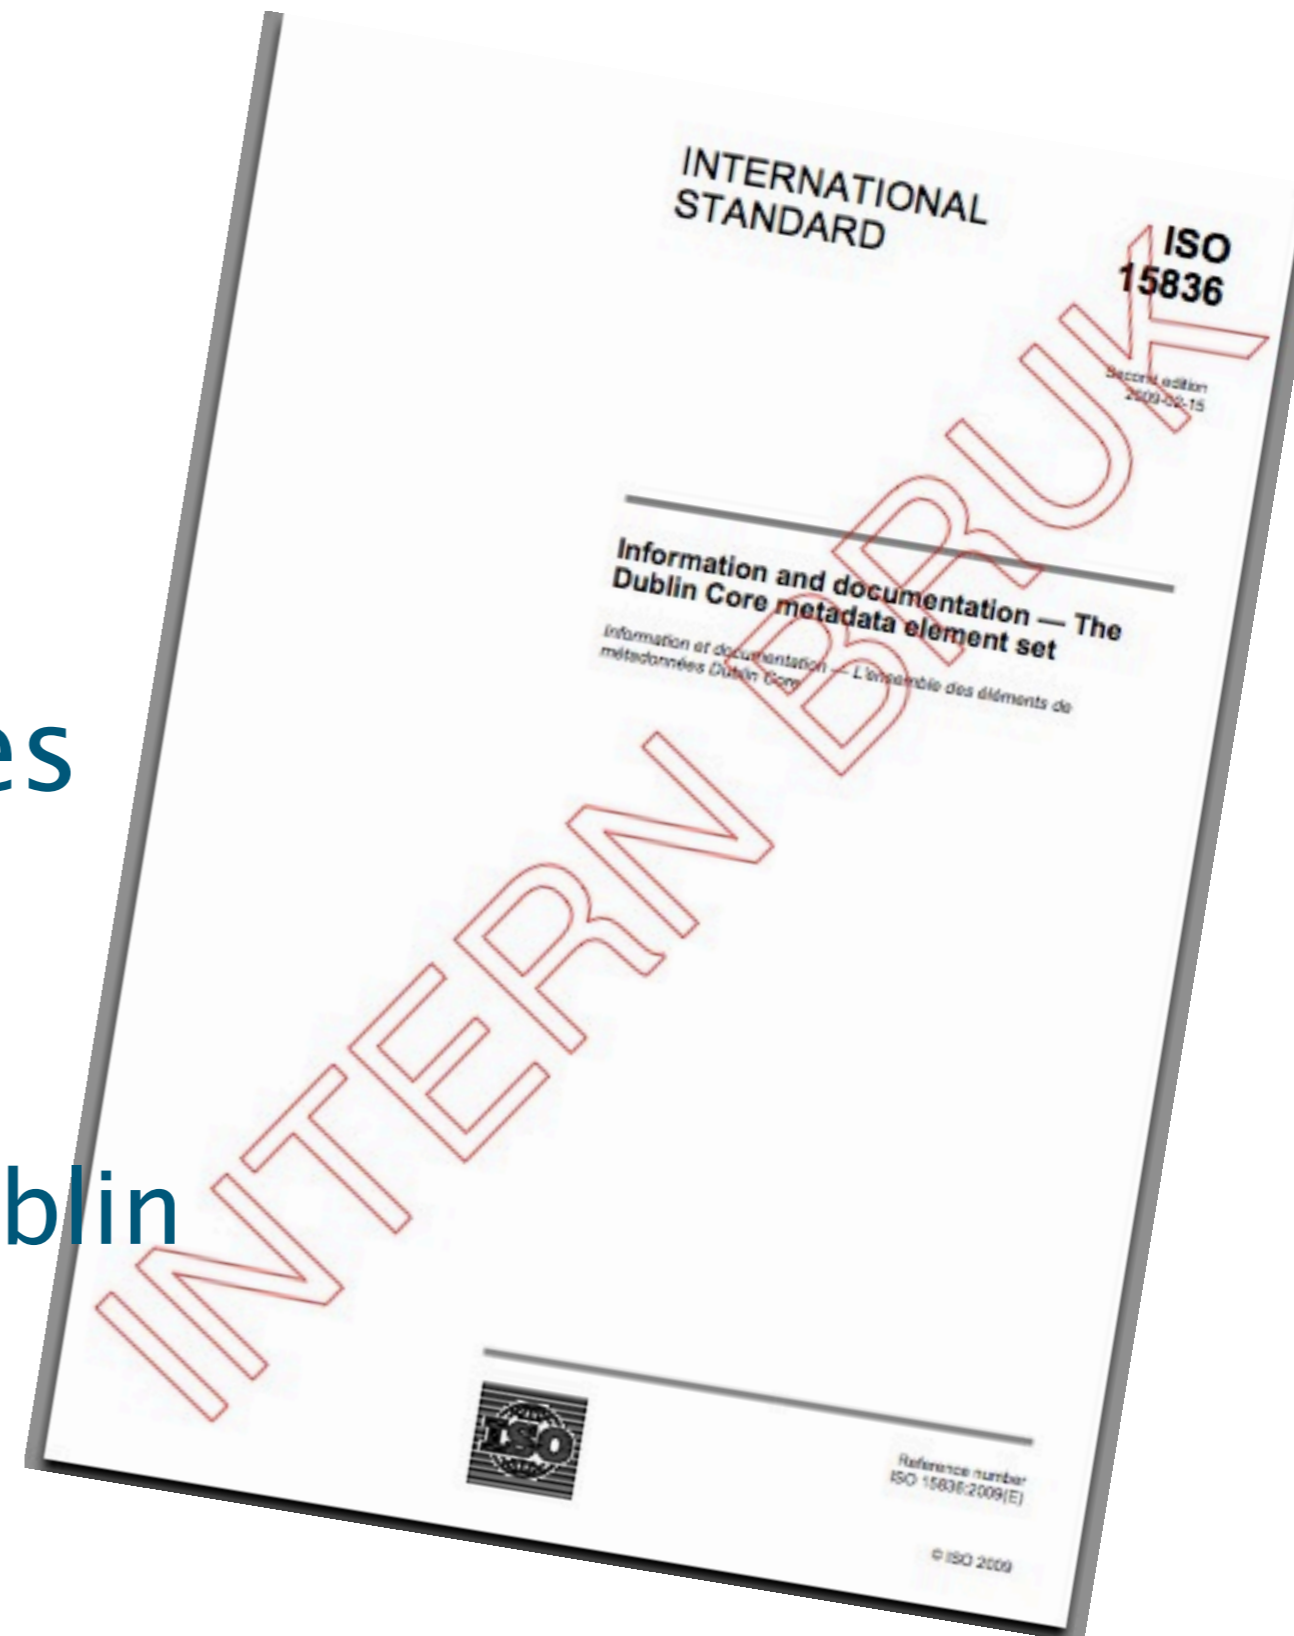 INTERNATIONAL
STANDARD
ISO
15836
Second edition
2009-02-15
Information and documentation — The
Dublin Core metadata element set
Information et documentation — L'ensemble des éléments de
métadonnées Dublin Core
es
blin
INTERN BRUK
ISO
Reference number
ISO 15836:2009(E)
© ISO 2009